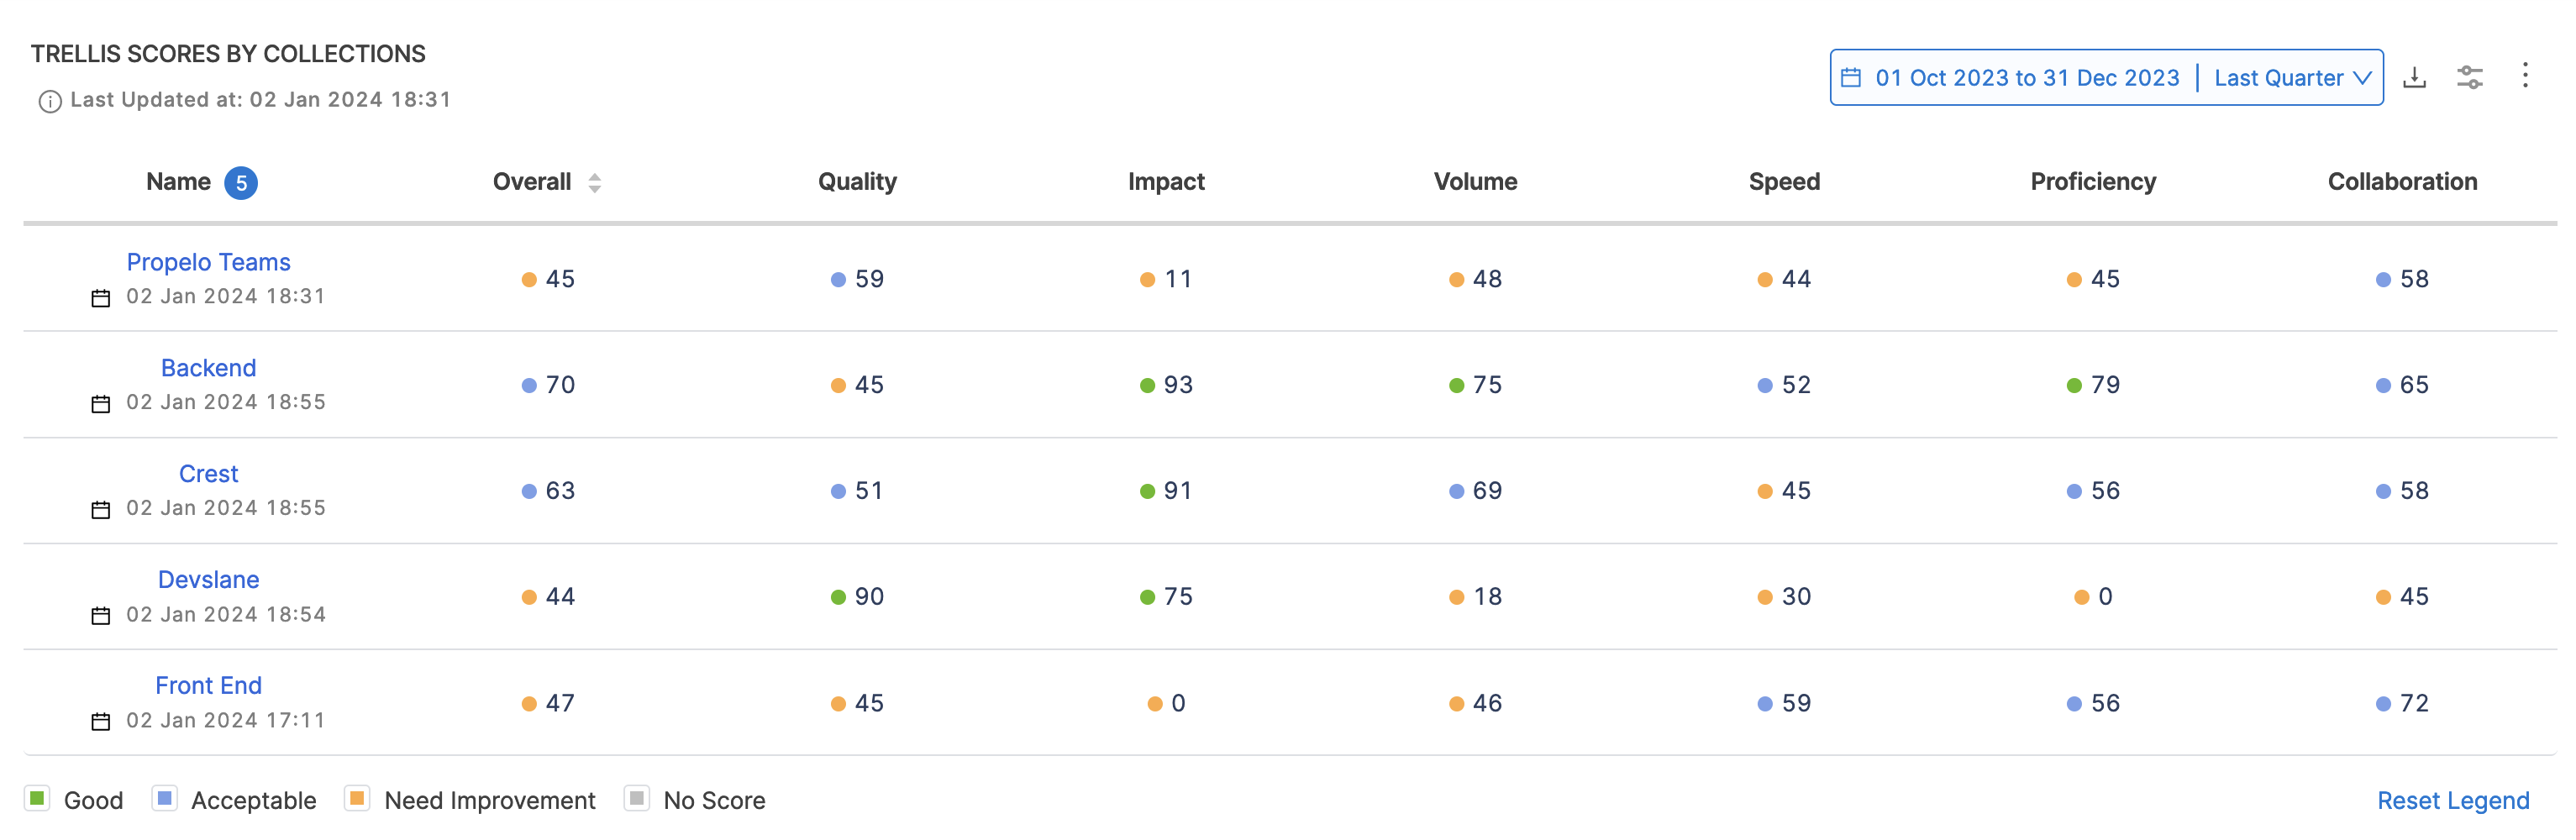 TRELLIS SCORES BY COLLECTIONS
Last Updated at: 02 Jan 2024 18:31
01 Oct 2023 to 31 Dec 2023 | Last Quarter
Name 5 Overall Quality Impact Volume Speed Proficiency Collaboration
Propelo Teams
02 Jan 2024 18:31
45 59 11 48 44 45 58
Backend
02 Jan 2024 18:55
70 45 93 75 52 79 65
Crest
02 Jan 2024 18:55
63 51 91 69 45 56 58
Devslane
02 Jan 2024 18:54
44 90 75 18 30 0 45
Front End
02 Jan 2024 17:11
47 45 0 46 59 56 72
Good Acceptable Need Improvement No Score Reset Legend